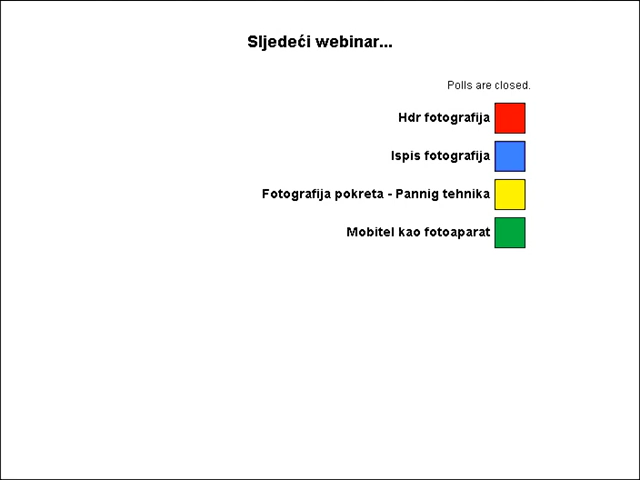 Sljedeći webinar...
Polls are closed.
Hdr fotografija
Ispis fotografija
Fotografija pokreta - Pannig tehnika
Mobitel kao fotoaparat